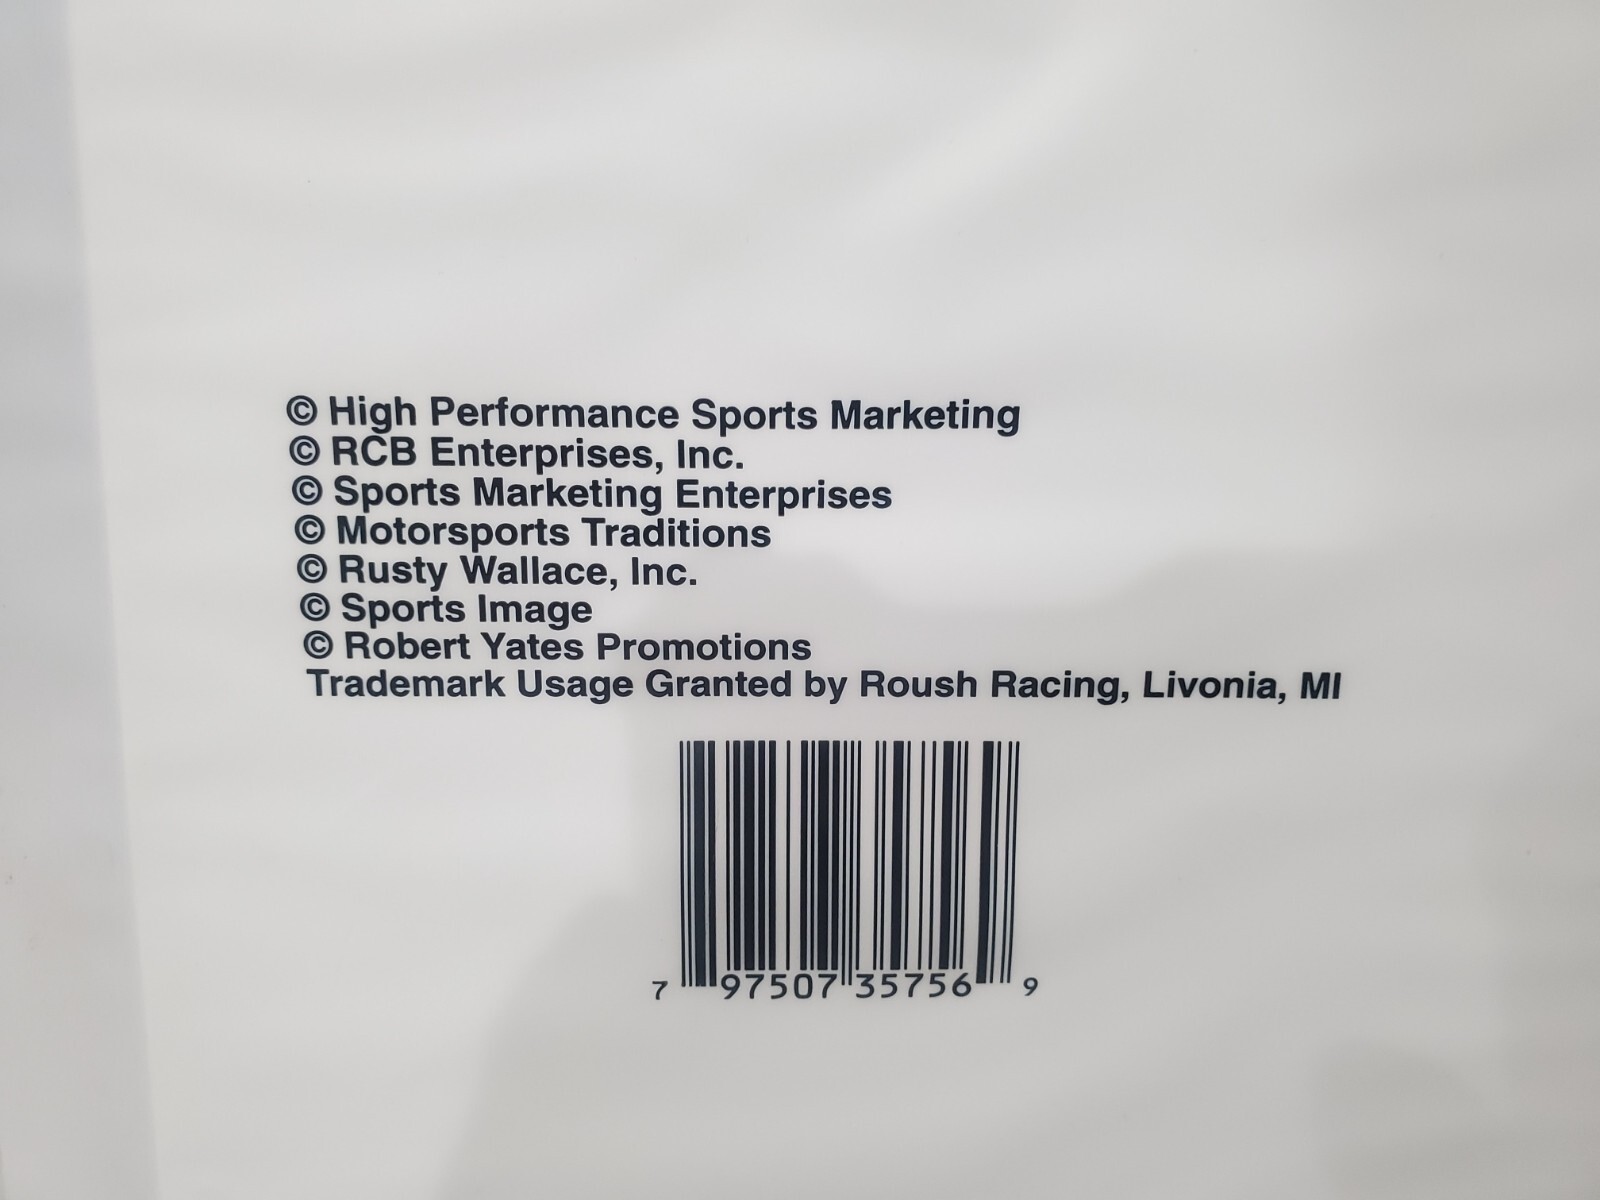 © High Performance Sports Marketing
© RCB Enterprises, Inc.
© Sports Marketing Enterprises
© Motorsports Traditions
© Rusty Wallace, Inc.
© Sports Image
© Robert Yates Promotions
Trademark Usage Granted by Roush Racing, Livonia, MI
7 97507 35756 9